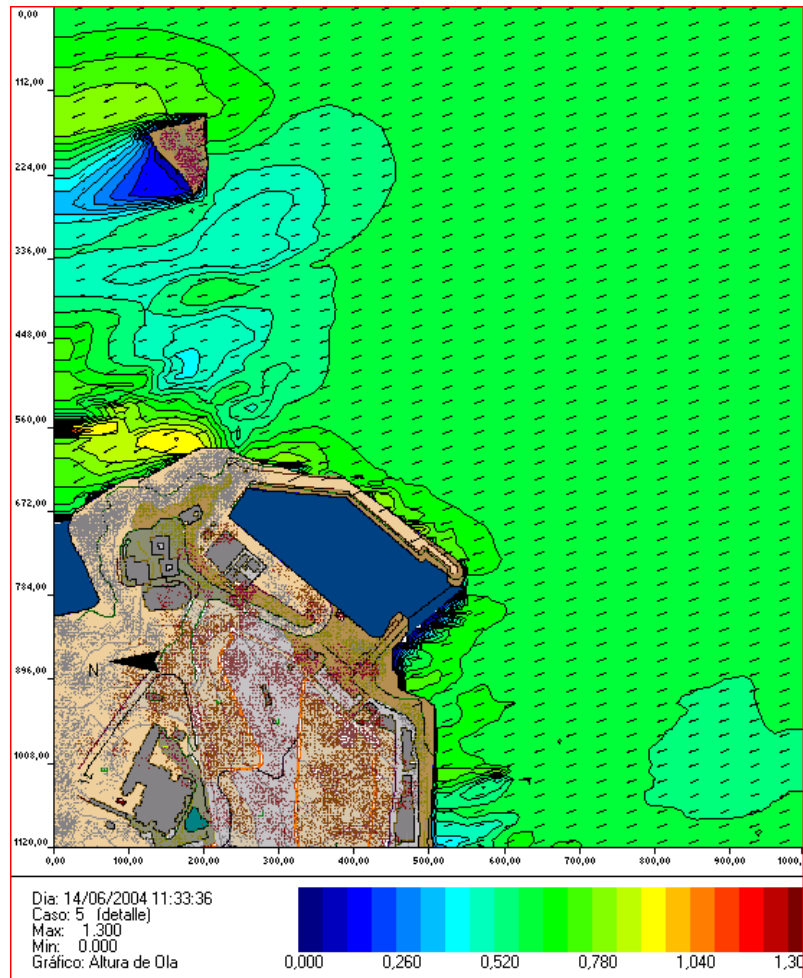 0,00
112,00
224,00
336,00
448,00
560,00
672,00
784,00
896,00
1008,00
1120,00
N
0,00 100,00 200,00 300,00 400,00 500,00 600,00 700,00 800,00 900,00 1000,
Dia: 14/06/2004 11:33:36
Caso: 5 (detalle)
Max: 1.300
Min: 0.000
Gráfico: Altura de Ola
0,000 0,260 0,520 0,780 1,040 1,30